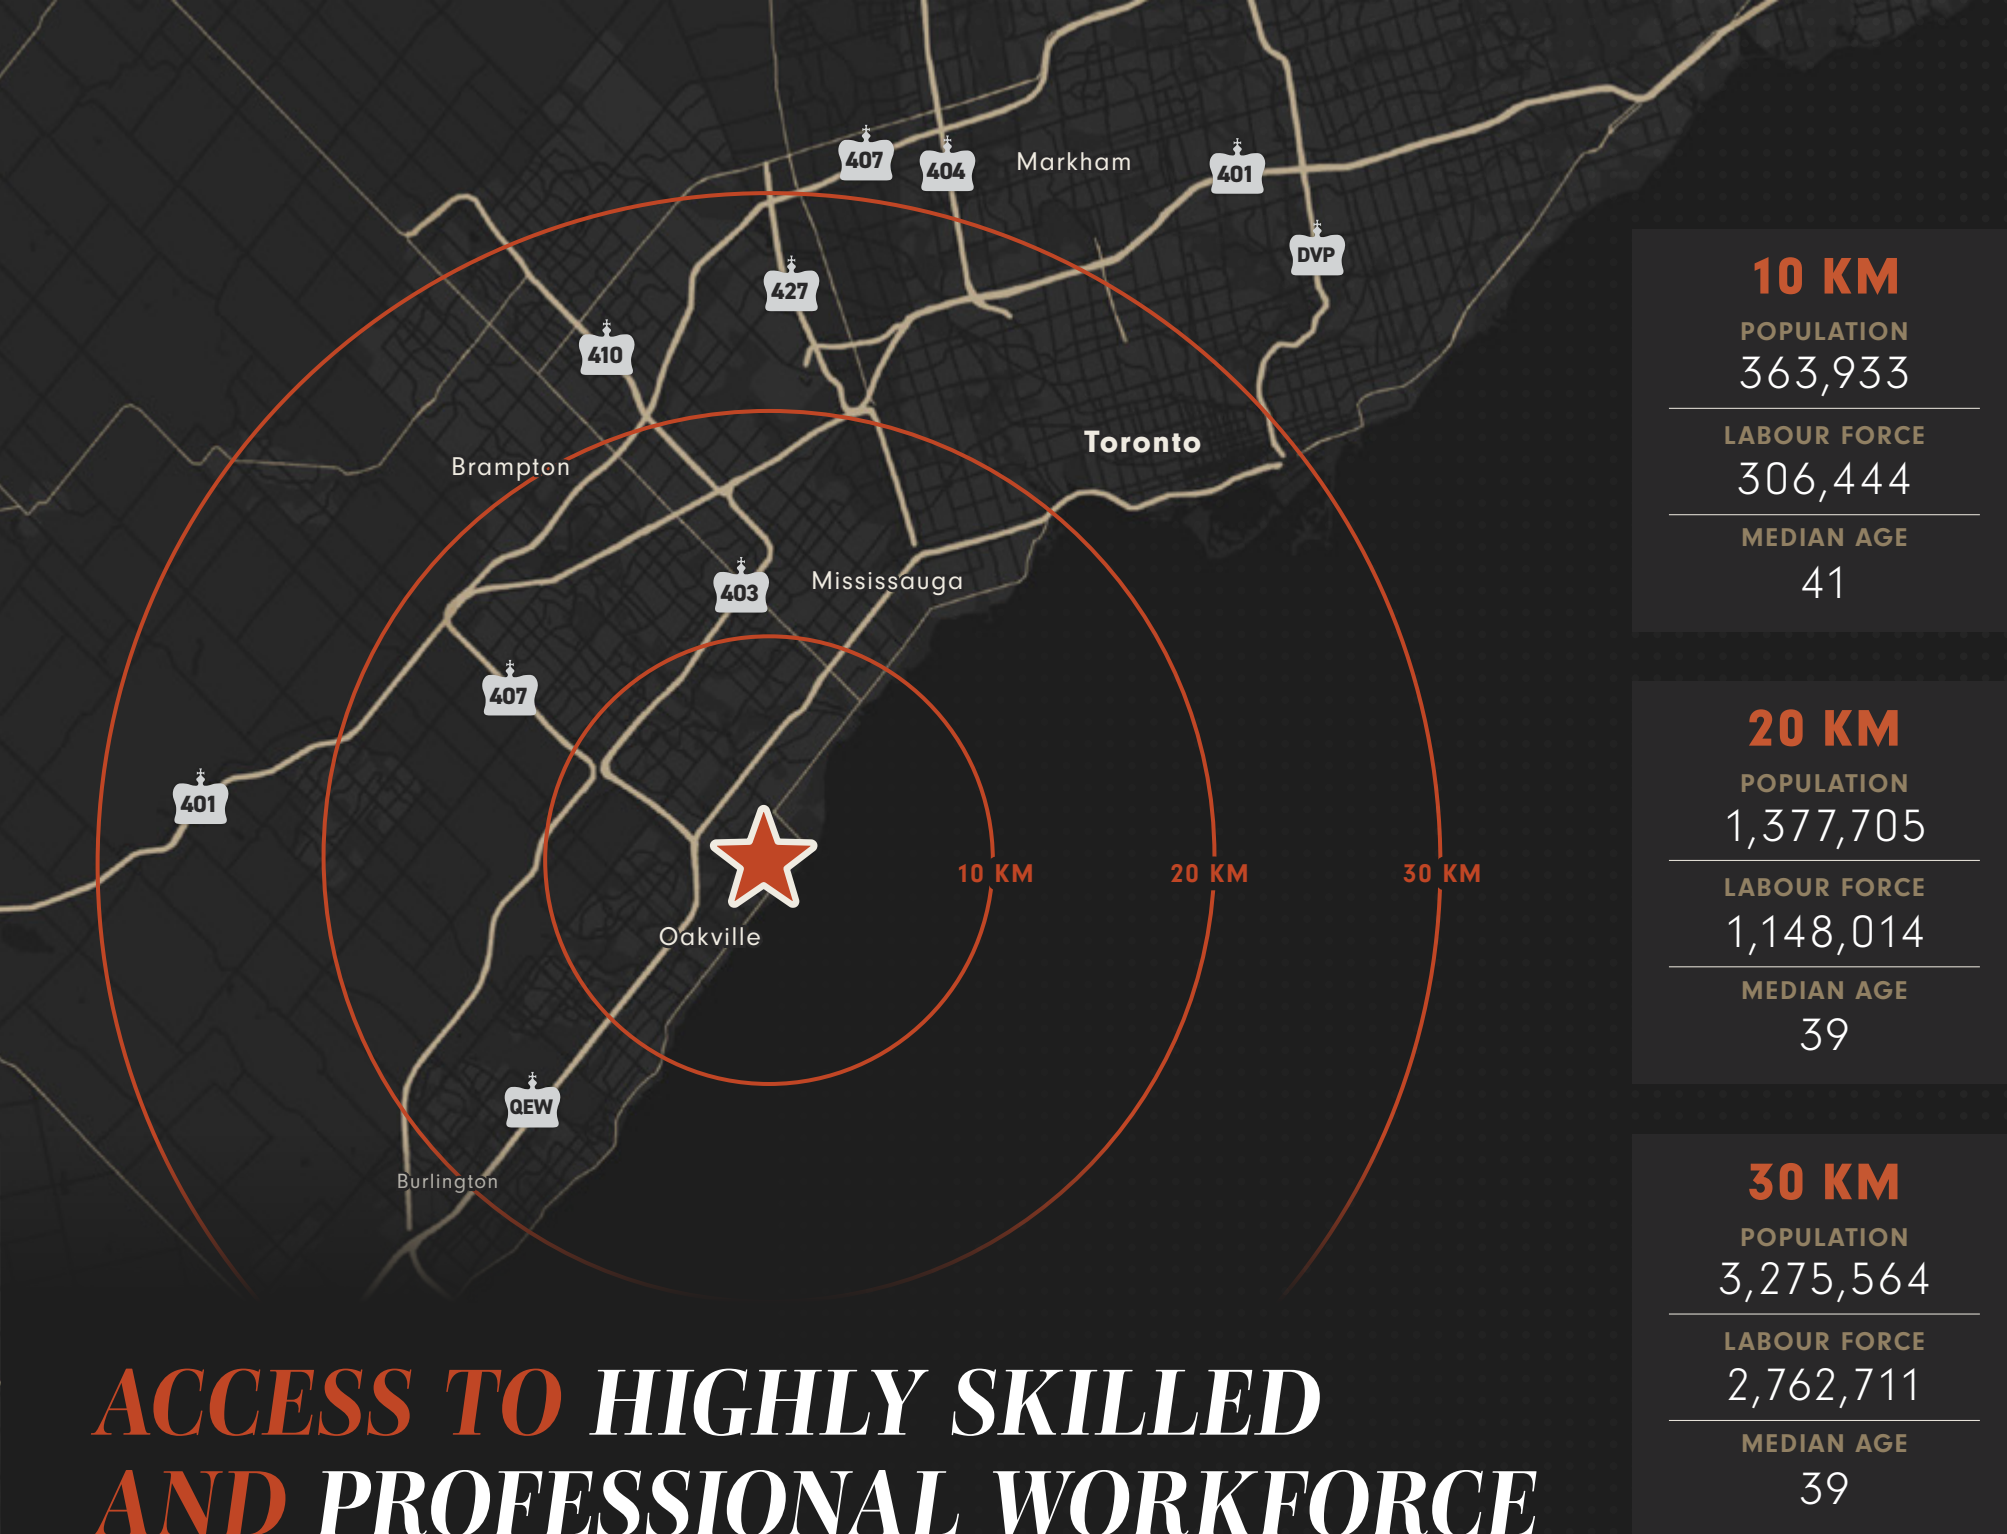 407
404
Markham
401
DVP
427
410
Toronto
Brampton
403
Mississauga
407
401
10 KM
20 KM
30 KM
Oakville
QEW
Burlington
10 KM
POPULATION
363,933
LABOUR FORCE
306,444
MEDIAN AGE
41
20 KM
POPULATION
1,377,705
LABOUR FORCE
1,148,014
MEDIAN AGE
39
30 KM
POPULATION
3,275,564
LABOUR FORCE
2,762,711
MEDIAN AGE
39
ACCESS TO HIGHLY SKILLED
AND PROFESSIONAL WORKFORCE